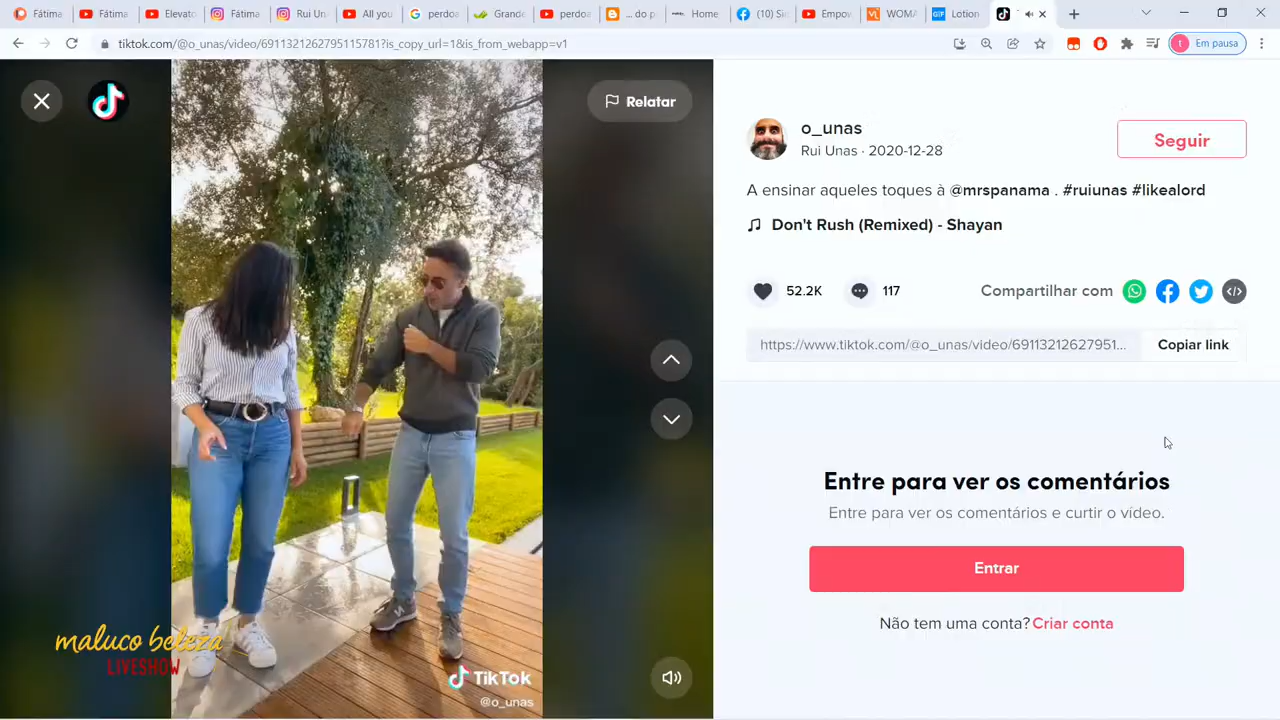 Fátima
Fátima
Elevato
Fátima
Rui Un
All you
perdoa
Grando
perdoa
... do p
Home
(10) Si
Empow
WOMA
Lotion
tiktok.com/@o_unas/video/6911321262795115781?is_copy_url=1&is_from_webapp=v1
t
Em pausa
Relatar
o_unas
Rui Unas · 2020-12-28
Seguir
A ensinar aqueles toques à @mrspanama . #ruiunas #likealord
Don't Rush (Remixed) - Shayan
52.2K
117
Compartilhar com
https://www.tiktok.com/@o_unas/video/69113212627951...
Copiar link
Entre para ver os comentários
Entre para ver os comentários e curtir o vídeo.
Entrar
Não tem uma conta? Criar conta
maluco beleza
LIVESHOW
TikTok
@o_unas